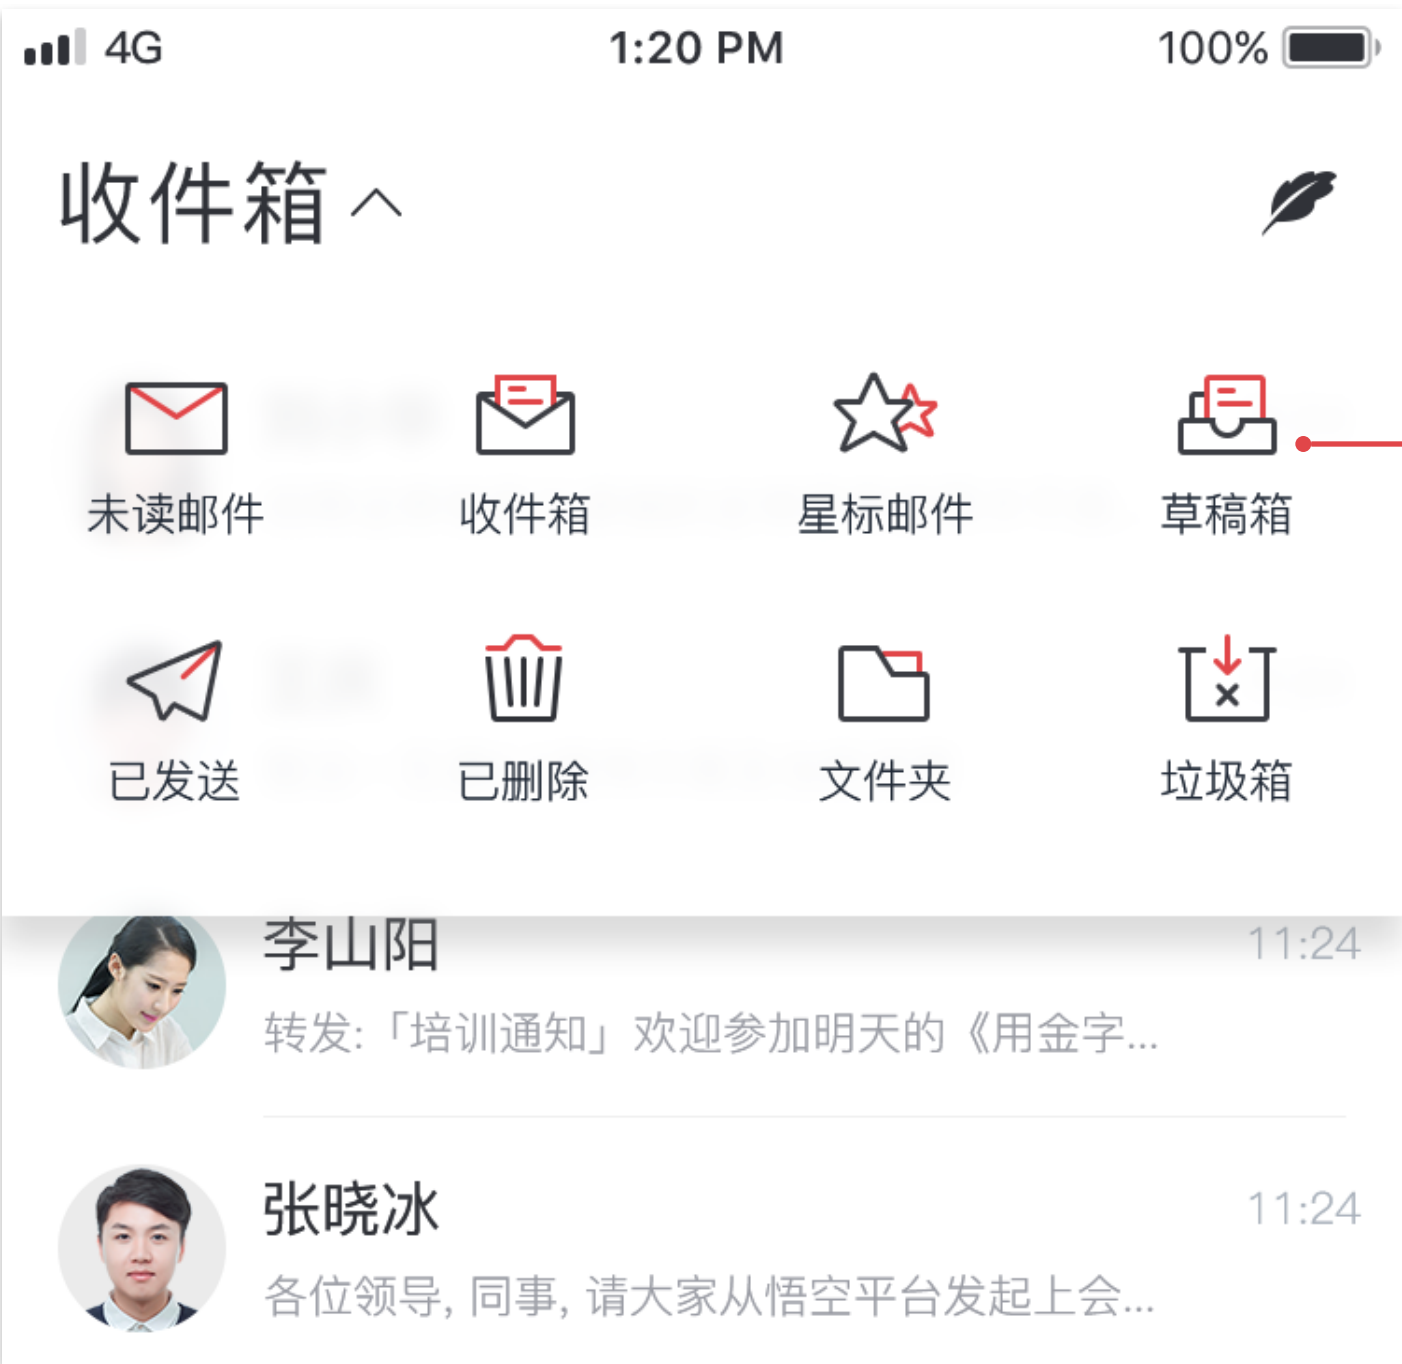 4G 1:20 PM 100%
收件箱
未读邮件 收件箱 星标邮件 草稿箱
已发送 已删除 文件夹 垃圾箱
李山阳 11:24
转发:「培训通知」欢迎参加明天的《用金字...
张晓冰 11:24
各位领导, 同事, 请大家从悟空平台发起上会...